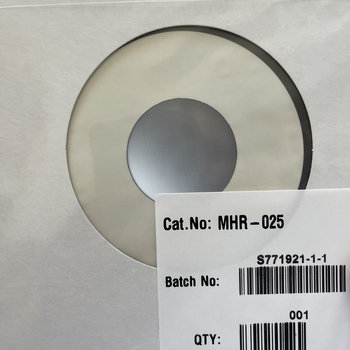 Cat.No: MHR-025
S771921-1-1
Batch No:
001
QTY: